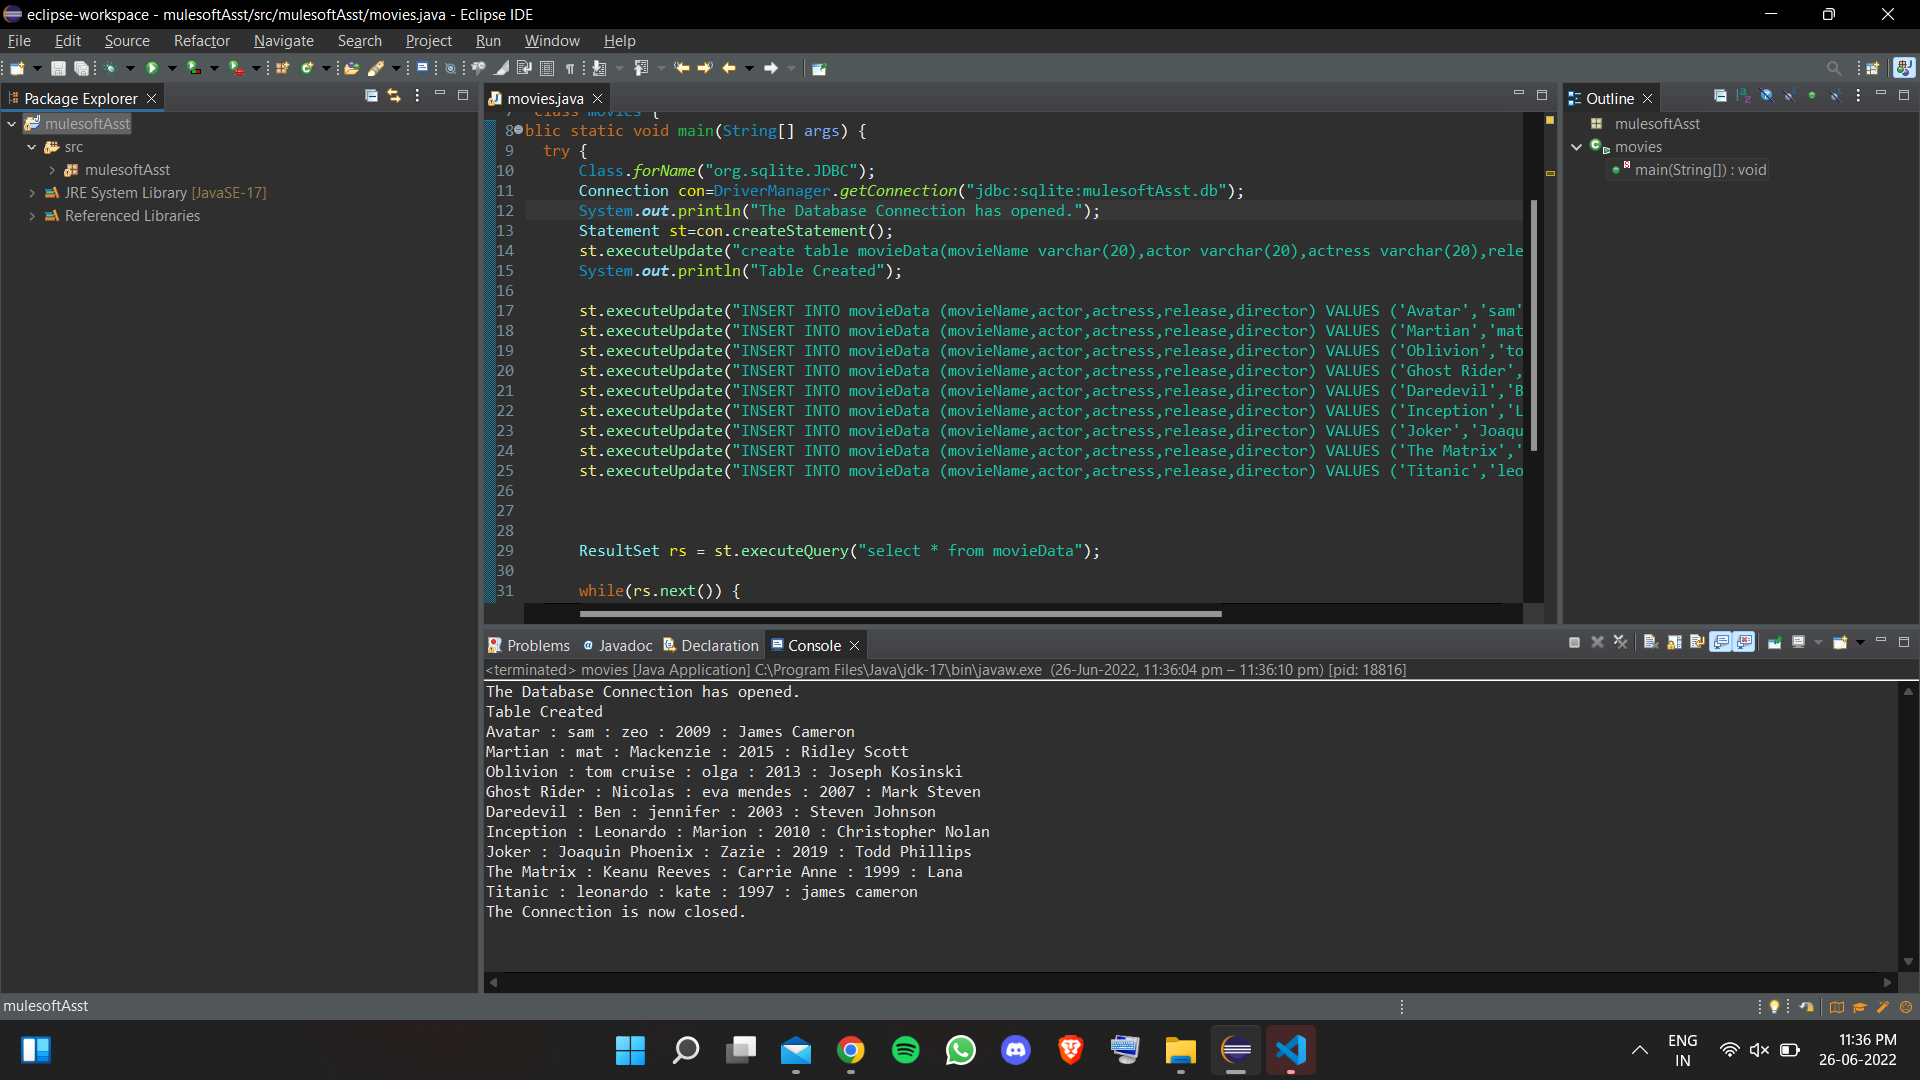 eclipse-workspace - mulesoftAsst/src/mulesoftAsst/movies.java - Eclipse IDE
File Edit Source Refactor Navigate Search Project Run Window Help
Package Explorer
mulesoftAsst
src
mulesoftAsst
JRE System Library [JavaSE-17]
Referenced Libraries
movies.java
7 class movies {
8 blic static void main(String[] args) {
9 try {
10 Class.forName("org.sqlite.JDBC");
11 Connection con=DriverManager.getConnection("jdbc:sqlite:mulesoftAsst.db");
12 System.out.println("The Database Connection has opened.");
13 Statement st=con.createStatement();
14 st.executeUpdate("create table movieData(movieName varchar(20),actor varchar(20),actress varchar(20),rele
15 System.out.println("Table Created");
16
17 st.executeUpdate("INSERT INTO movieData (movieName,actor,actress,release,director) VALUES ('Avatar','sam'
18 st.executeUpdate("INSERT INTO movieData (movieName,actor,actress,release,director) VALUES ('Martian','mat
19 st.executeUpdate("INSERT INTO movieData (movieName,actor,actress,release,director) VALUES ('Oblivion','to
20 st.executeUpdate("INSERT INTO movieData (movieName,actor,actress,release,director) VALUES ('Ghost Rider',
21 st.executeUpdate("INSERT INTO movieData (movieName,actor,actress,release,director) VALUES ('Daredevil','B
22 st.executeUpdate("INSERT INTO movieData (movieName,actor,actress,release,director) VALUES ('Inception','L
23 st.executeUpdate("INSERT INTO movieData (movieName,actor,actress,release,director) VALUES ('Joker','Joaqu
24 st.executeUpdate("INSERT INTO movieData (movieName,actor,actress,release,director) VALUES ('The Matrix','
25 st.executeUpdate("INSERT INTO movieData (movieName,actor,actress,release,director) VALUES ('Titanic','leo
26
27
28
29 ResultSet rs = st.executeQuery("select * from movieData");
30
31 while(rs.next()) {
Outline
mulesoftAsst
movies
main(String[]) : void
Problems Javadoc Declaration Console
<terminated> movies [Java Application] C:\Program Files\Java\jdk-17\bin\javaw.exe (26-Jun-2022, 11:36:04 pm – 11:36:10 pm) [pid: 18816]
The Database Connection has opened.
Table Created
Avatar : sam : zeo : 2009 : James Cameron
Martian : mat : Mackenzie : 2015 : Ridley Scott
Oblivion : tom cruise : olga : 2013 : Joseph Kosinski
Ghost Rider : Nicolas : eva mendes : 2007 : Mark Steven
Daredevil : Ben : jennifer : 2003 : Steven Johnson
Inception : Leonardo : Marion : 2010 : Christopher Nolan
Joker : Joaquin Phoenix : Zazie : 2019 : Todd Phillips
The Matrix : Keanu Reeves : Carrie Anne : 1999 : Lana
Titanic : leonardo : kate : 1997 : james cameron
The Connection is now closed.
mulesoftAsst
ENG
IN
11:36 PM
26-06-2022